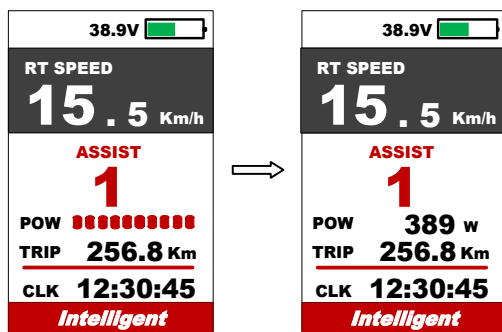 38.9V
RT SPEED
15.5 Km/h
ASSIST
1
POW
TRIP 256.8 Km
CLK 12:30:45
Intelligent
38.9V
RT SPEED
15.5 Km/h
ASSIST
1
POW 389 W
TRIP 256.8 Km
CLK 12:30:45
Intelligent